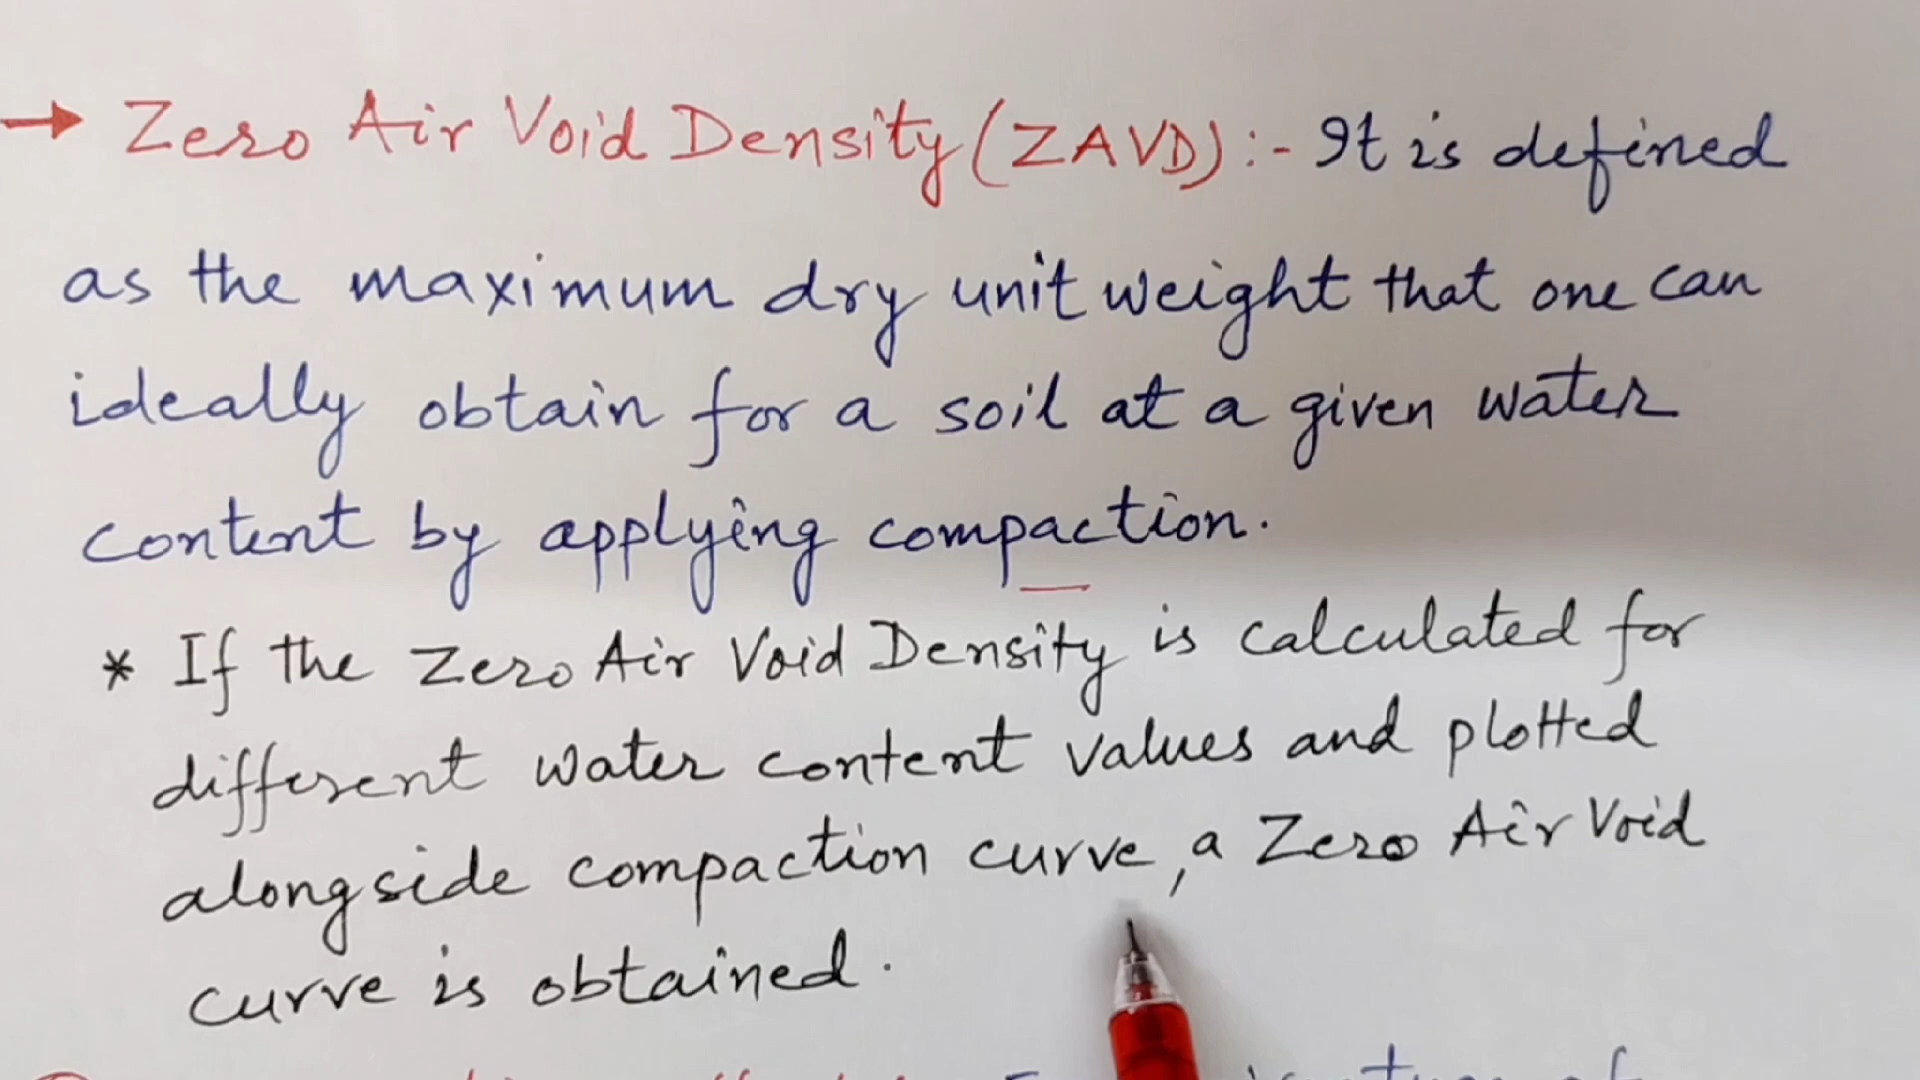 → Zero Air Void Density (ZAVD) :- It is defined
as the maximum dry unit weight that one can
ideally obtain for a soil at a given water
content by applying compaction.
* If the Zero Air Void Density is calculated for
different water content values and plotted
alongside compaction curve, a Zero Air Void
curve is obtained.